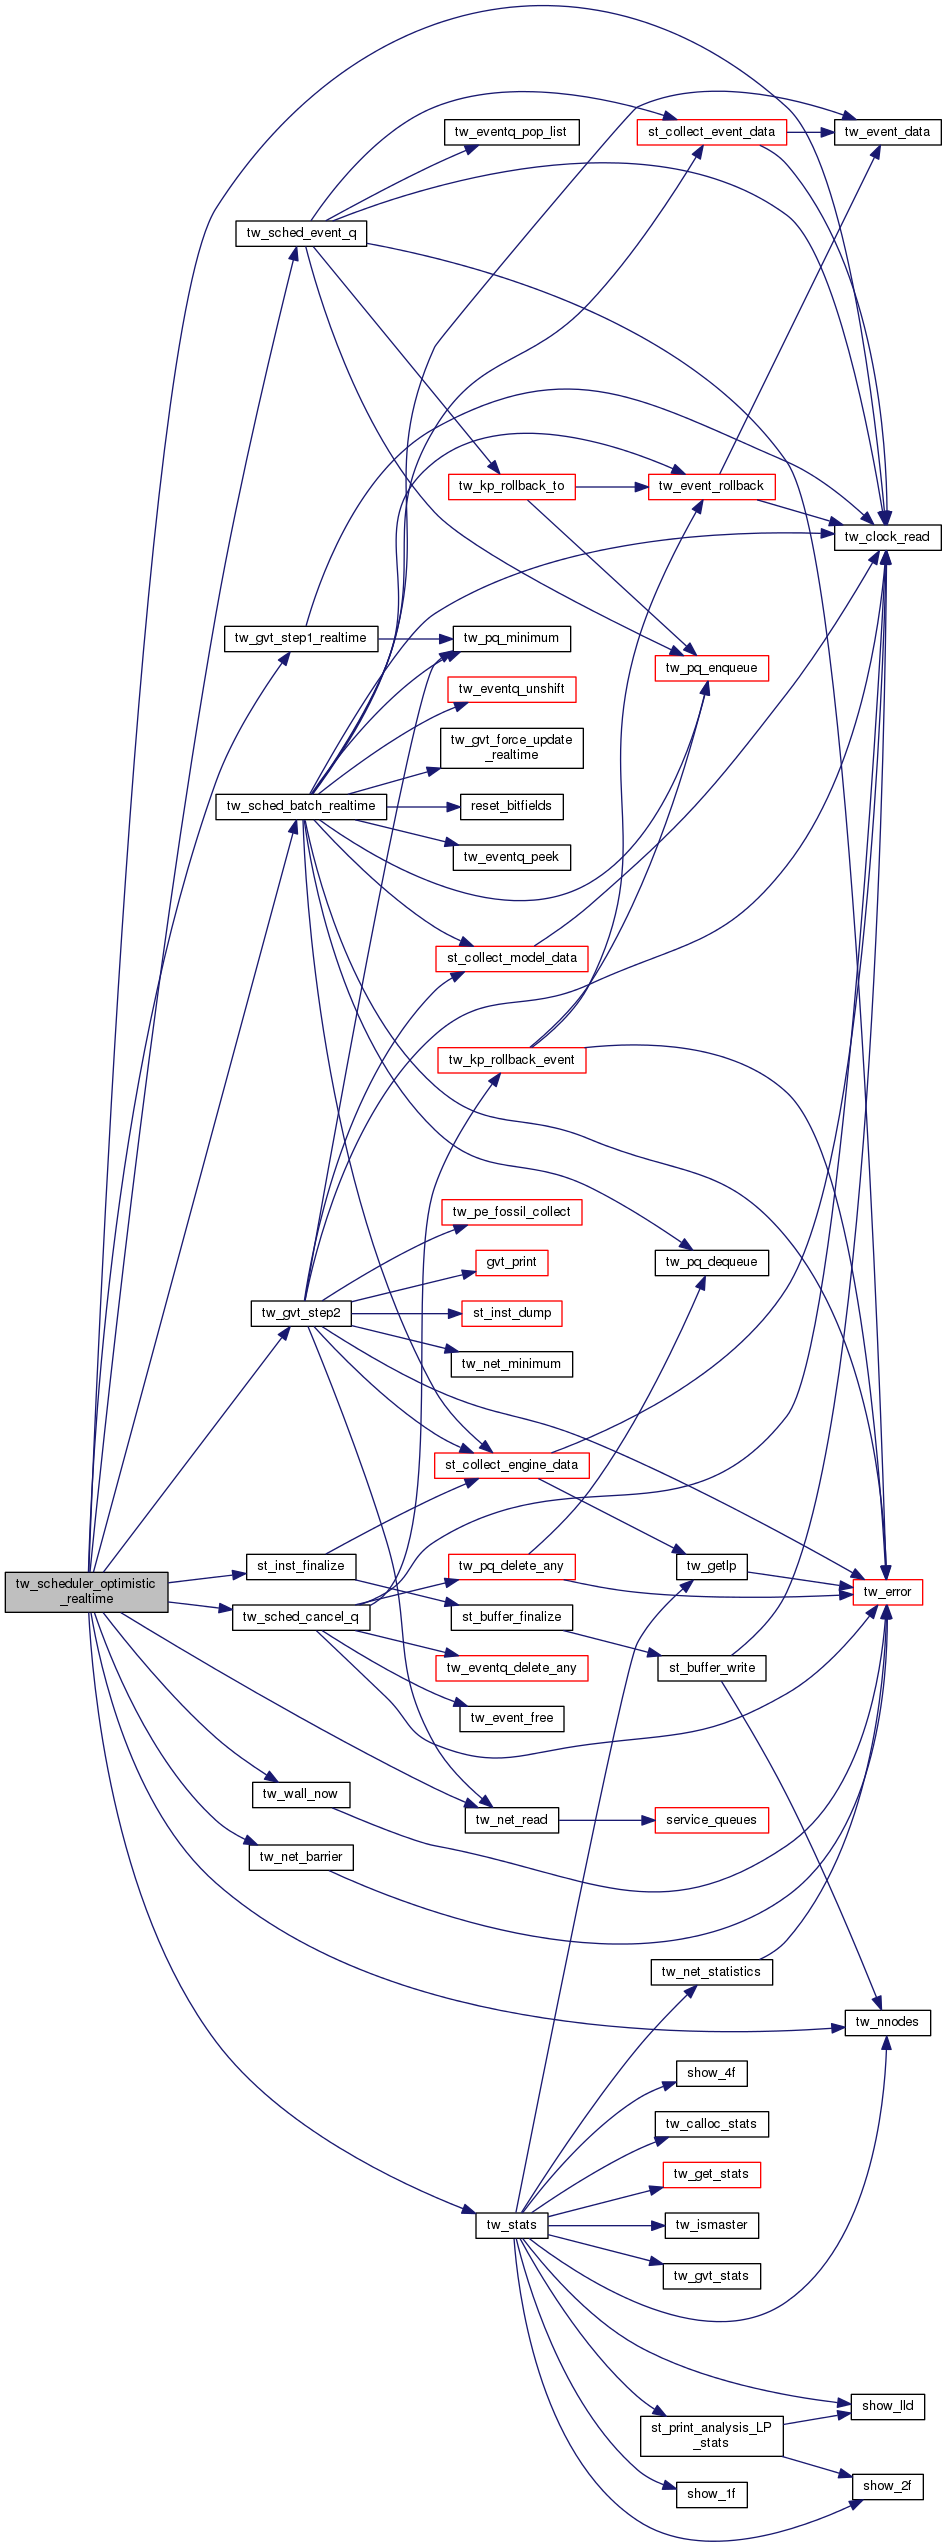 tw_eventq_pop_list
st_collect_event_data
tw_event_data
tw_sched_event_q
tw_kp_rollback_to
tw_event_rollback
tw_clock_read
tw_gvt_step1_realtime
tw_pq_minimum
tw_pq_enqueue
tw_eventq_unshift
tw_gvt_force_update
_realtime
tw_sched_batch_realtime
reset_bitfields
tw_eventq_peek
st_collect_model_data
tw_kp_rollback_event
tw_pe_fossil_collect
gvt_print
tw_pq_dequeue
tw_gvt_step2
st_inst_dump
tw_net_minimum
st_collect_engine_data
st_inst_finalize
tw_pq_delete_any
tw_getlp
tw_scheduler_optimistic
_realtime
tw_error
tw_sched_cancel_q
st_buffer_finalize
tw_eventq_delete_any
st_buffer_write
tw_event_free
tw_wall_now
tw_net_read
service_queues
tw_net_barrier
tw_net_statistics
tw_nnodes
show_4f
tw_calloc_stats
tw_get_stats
tw_stats
tw_ismaster
tw_gvt_stats
show_lld
st_print_analysis_LP
_stats
show_2f
show_1f